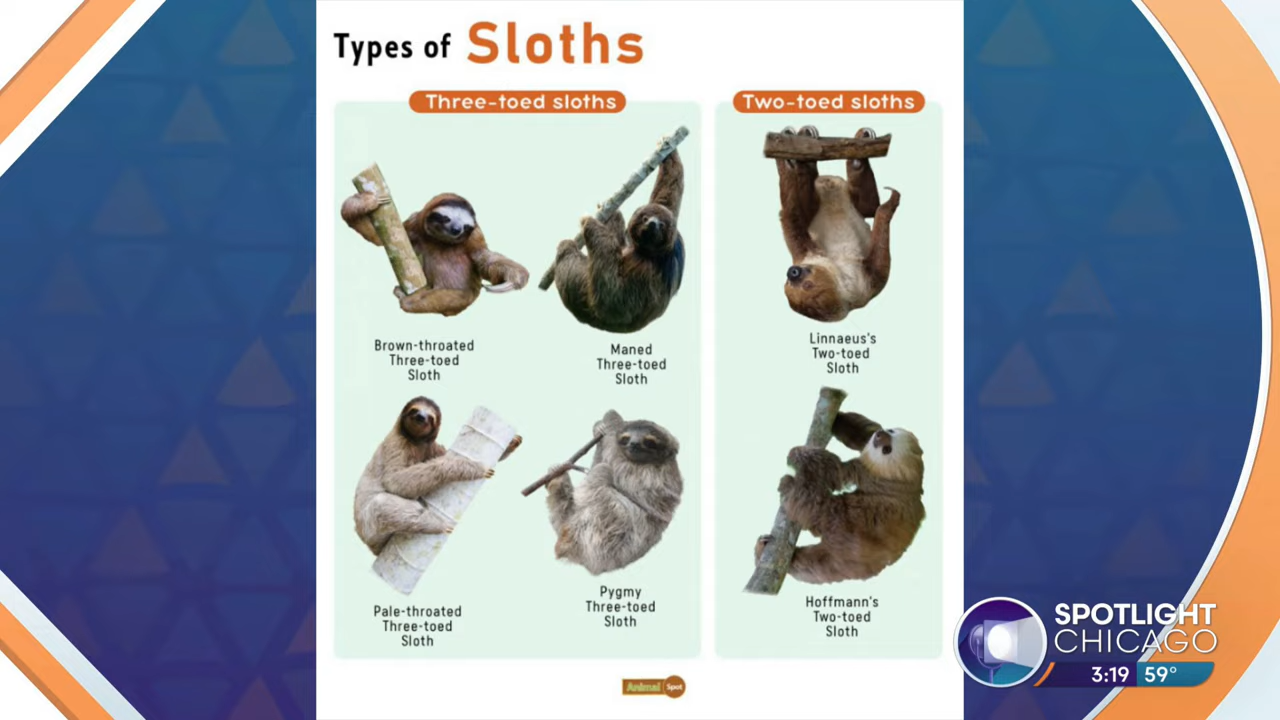 Types of Sloths
Three-toed sloths
Two-toed sloths
Brown-throated
Three-toed
Sloth
Maned
Three-toed
Sloth
Linnaeus's
Two-toed
Sloth
Pale-throated
Three-toed
Sloth
Pygmy
Three-toed
Sloth
Hoffmann's
Two-toed
Sloth
Animal Spot
SPOTLIGHT
CHICAGO
3:19 59°